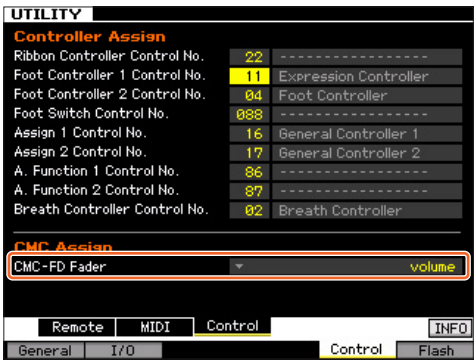 UTILITY
Controller Assign
Ribbon Controller Control No. 22 -----------------
Foot Controller 1 Control No. 11 Expression Controller
Foot Controller 2 Control No. 04 Foot Controller
Foot Switch Control No. 088 -----------------
Assign 1 Control No. 16 General Controller 1
Assign 2 Control No. 17 General Controller 2
A. Function 1 Control No. 86 -----------------
A. Function 2 Control No. 87 -----------------
Breath Controller Control No. 02 Breath Controller
CMC Assign
CMC-FD Fader volume
Remote MIDI Control INFO
General I/O Control Flash